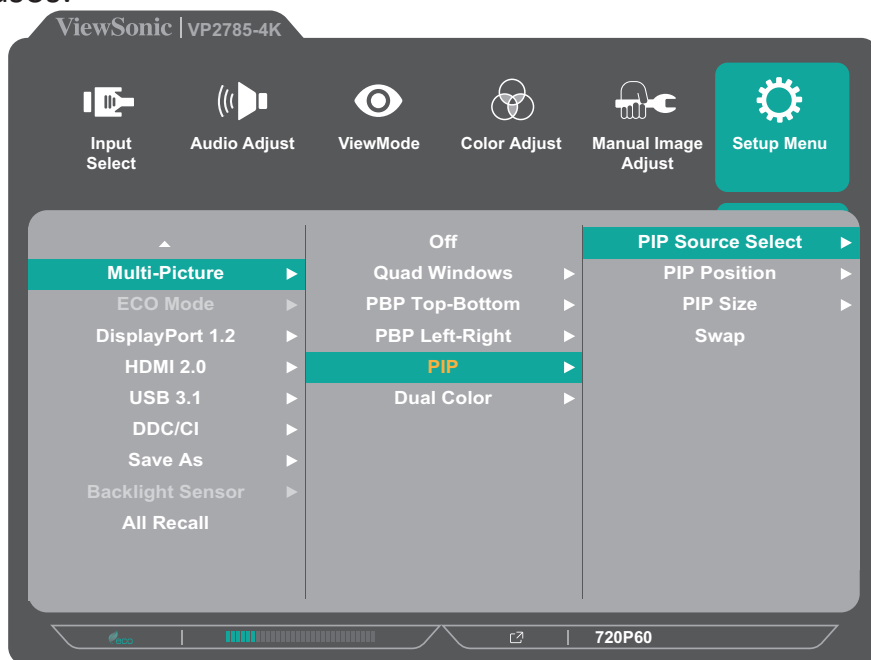 ViewSonic | VP2785-4K
Input Select
Audio Adjust
ViewMode
Color Adjust
Manual Image Adjust
Setup Menu
Multi-Picture
ECO Mode
DisplayPort 1.2
HDMI 2.0
USB 3.1
DDC/CI
Save As
Backlight Sensor
All Recall
Off
Quad Windows
PBP Top-Bottom
PBP Left-Right
PIP
Dual Color
PIP Source Select
PIP Position
PIP Size
Swap
eco
720P60